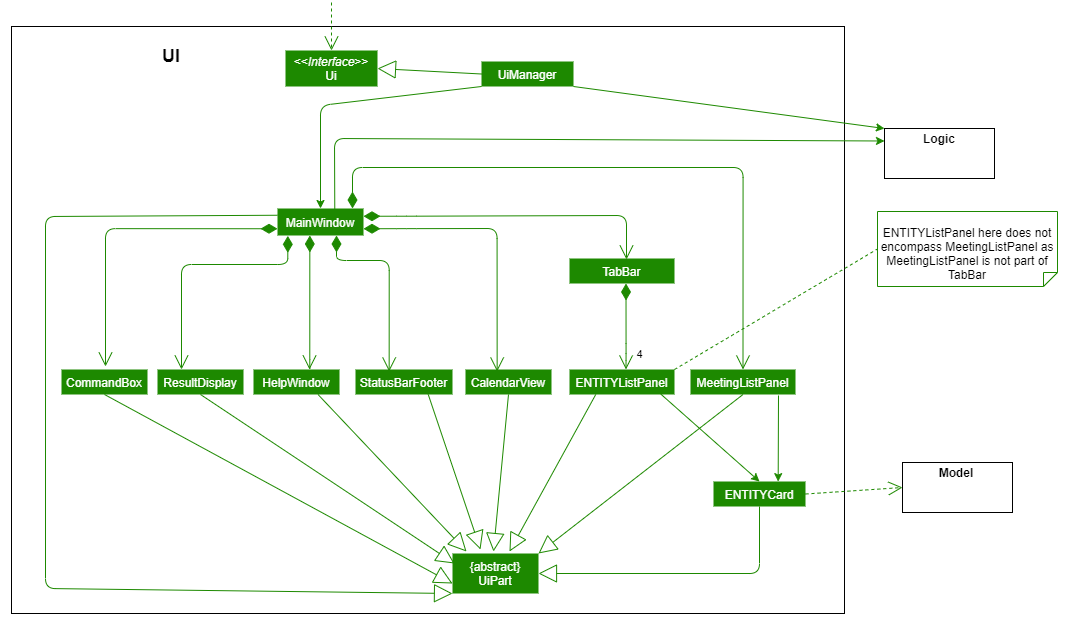 UI
<<Interface>>
Ui
UiManager
Logic
MainWindow
ENTITYListPanel here does not
encompass MeetingListPanel as
MeetingListPanel is not part of
TabBar
TabBar
4
CommandBox
ResultDisplay
HelpWindow
StatusBarFooter
CalendarView
ENTITYListPanel
MeetingListPanel
Model
ENTITYCard
{abstract}
UiPart